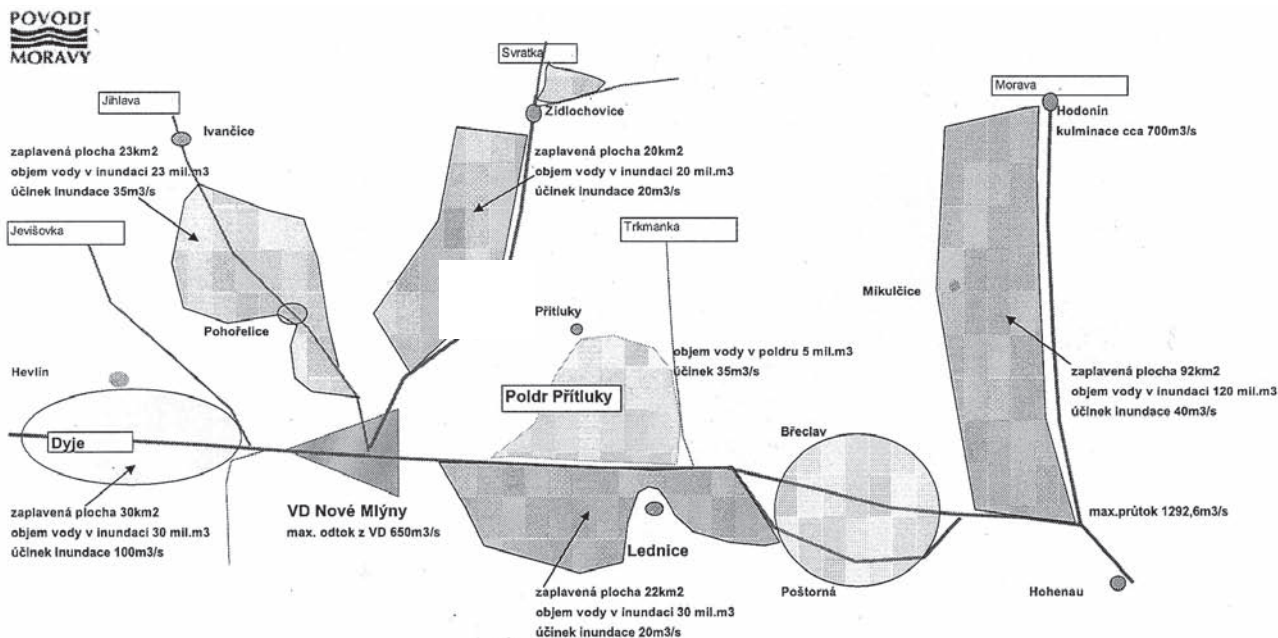 POVODÍ
MORAVY
Svratka
Jihlava
Morava
Židlochovice
Hodonín
kulminace cca 700m3/s
Ivančice
zaplavená plocha 23km2
objem vody v inundaci 23 mil.m3
účinek inundace 35m3/s
zaplavená plocha 20km2
objem vody v inundaci 20 mil.m3
účinek inundace 20m3/s
Jevišovka
Trkmanka
Mikulčice
Přítluky
Pohořelice
objem vody v poldru 5 mil.m3
účinek 35m3/s
Hevlín
zaplavená plocha 92km2
objem vody v inundaci 120 mil.m3
účinek inundace 40m3/s
Poldr Přítluky
Břeclav
Dyje
VD Nové Mlýny
max. odtok z VD 650m3/s
zaplavená plocha 30km2
objem vody v inundaci 30 mil.m3
účinek inundace 100m3/s
max.průtok 1292,6m3/s
Lednice
zaplavená plocha 22km2
objem vody v inundaci 30 mil.m3
účinek inundace 20m3/s
Poštorná
Hohenau